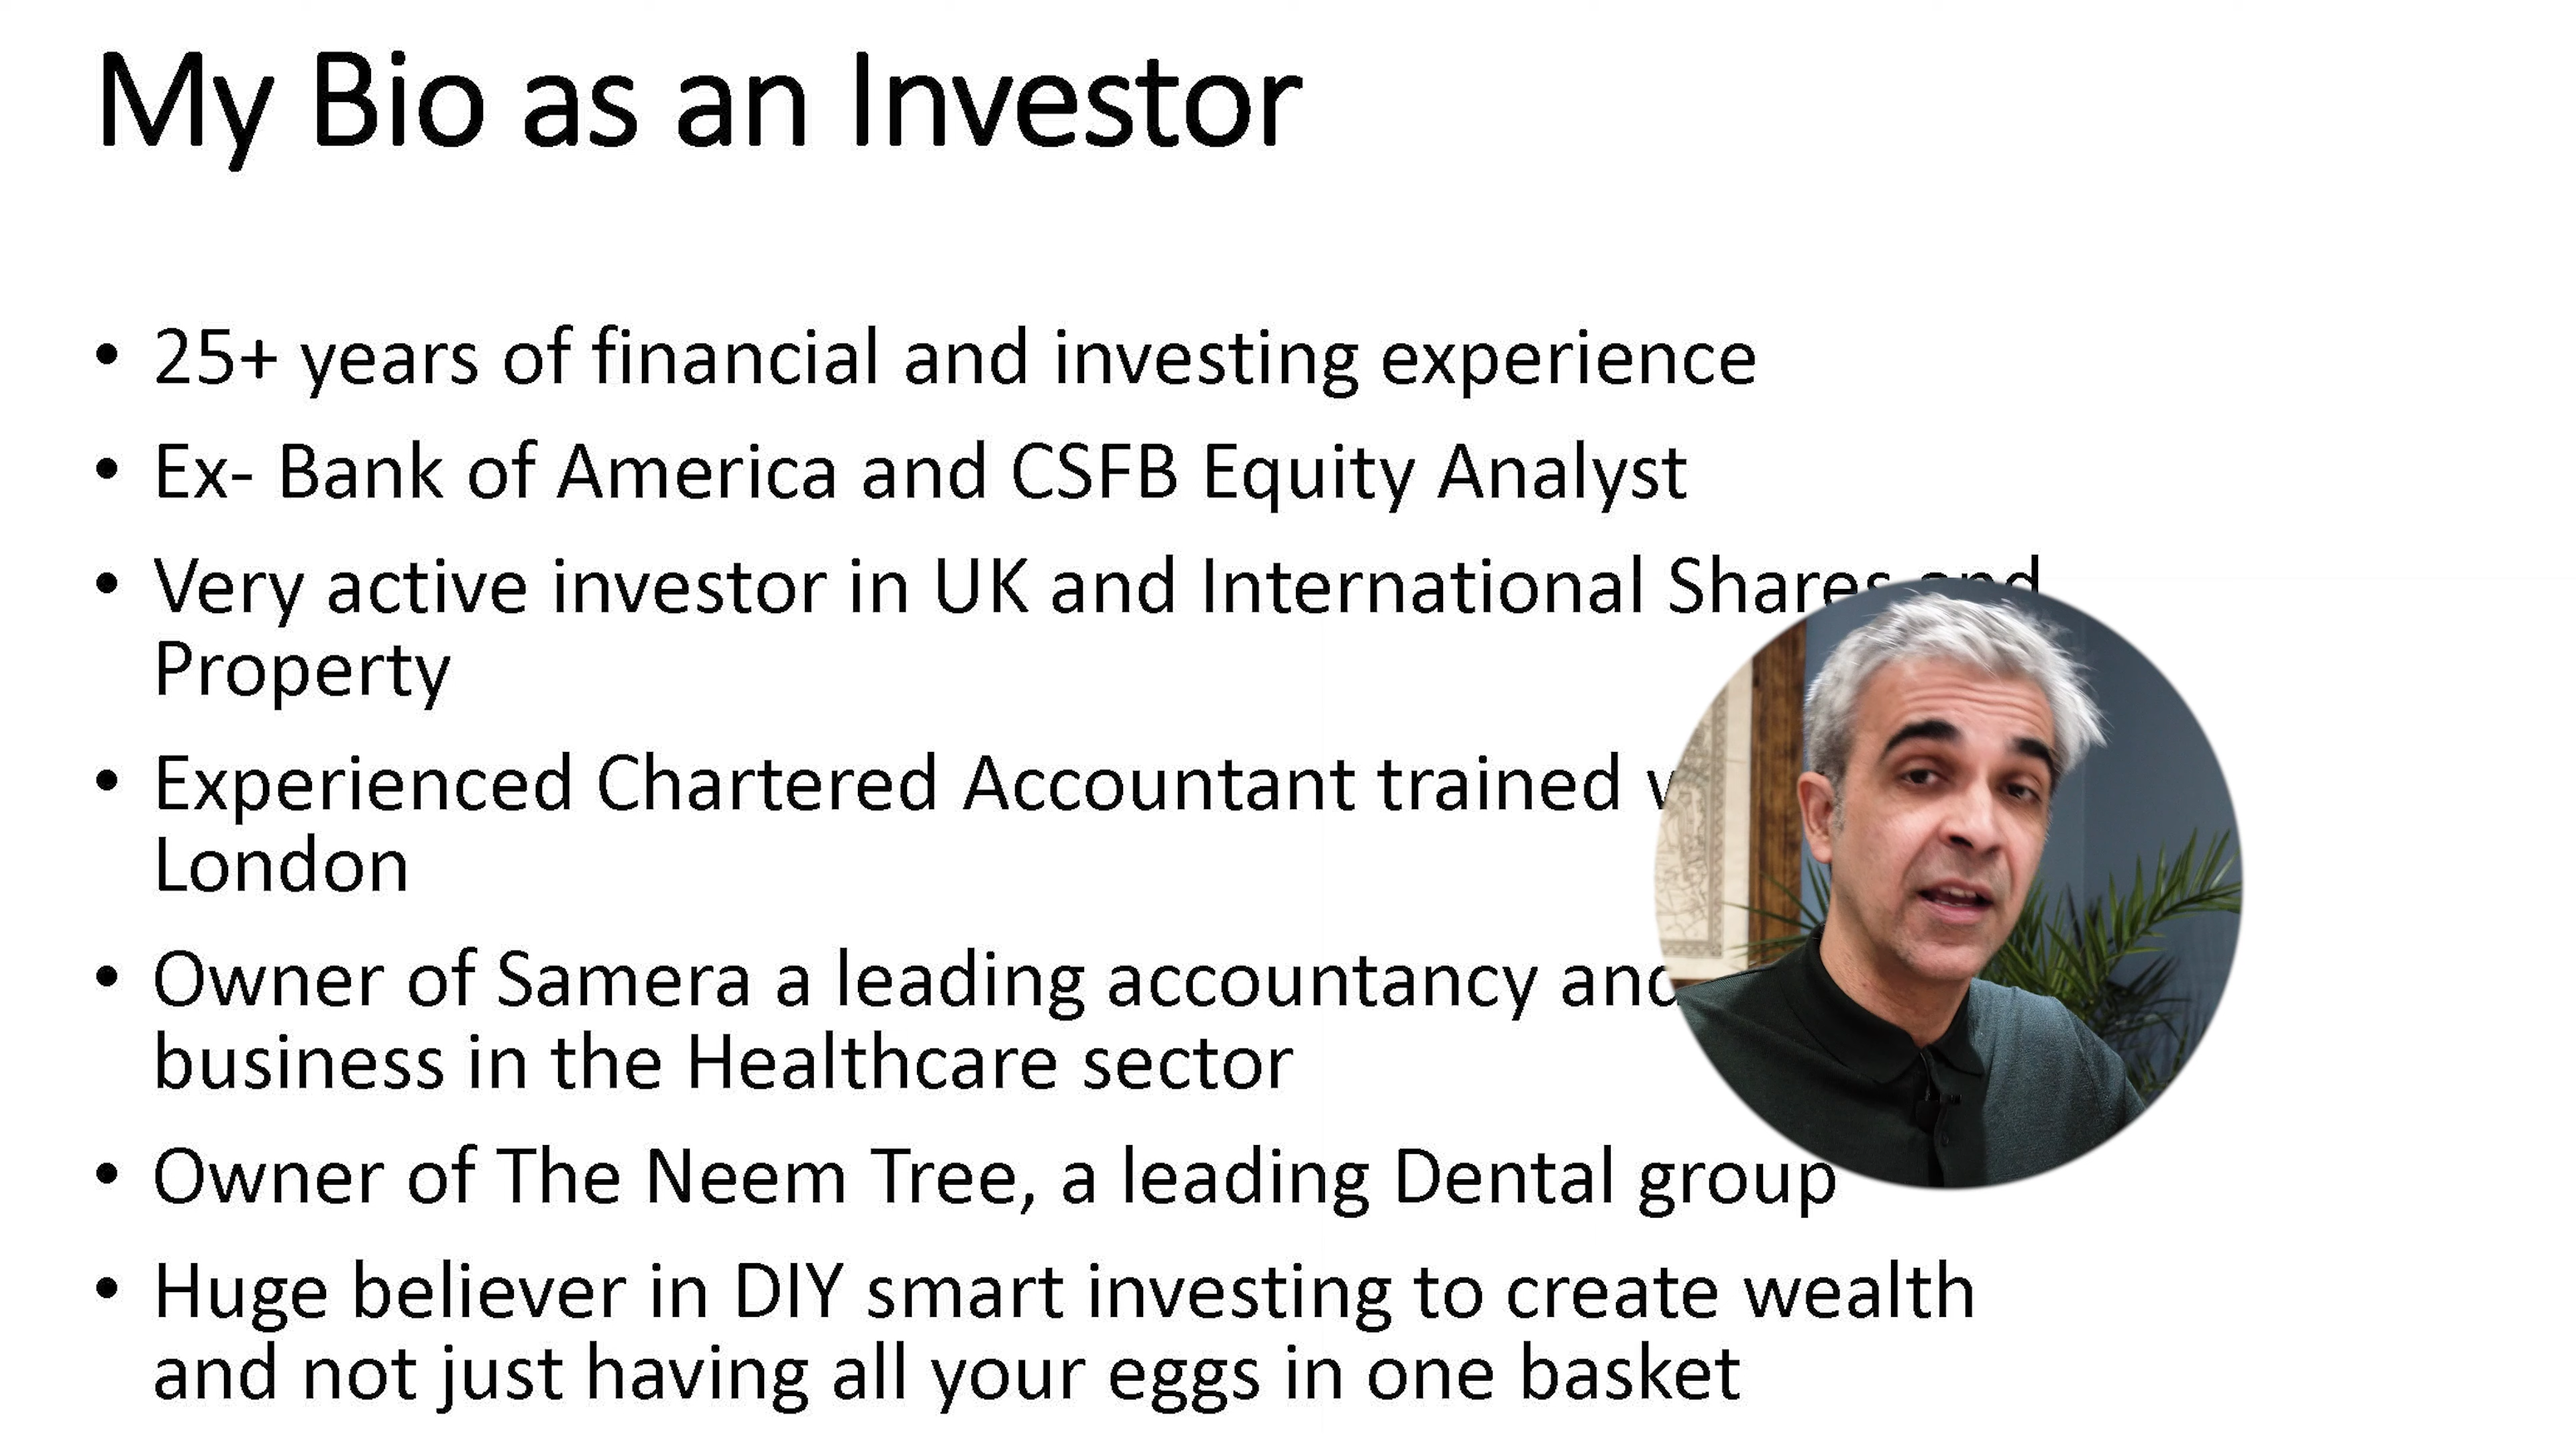 My Bio as an Investor
• 25+ years of financial and investing experience
• Ex- Bank of America and CSFB Equity Analyst
• Very active investor in UK and International Shares and
Property
• Experienced Chartered Accountant trained
London
• Owner of Samera a leading accountancy and
business in the Healthcare sector
• Owner of The Neem Tree, a leading Dental group
• Huge believer in DIY smart investing to create wealth
and not just having all your eggs in one basket